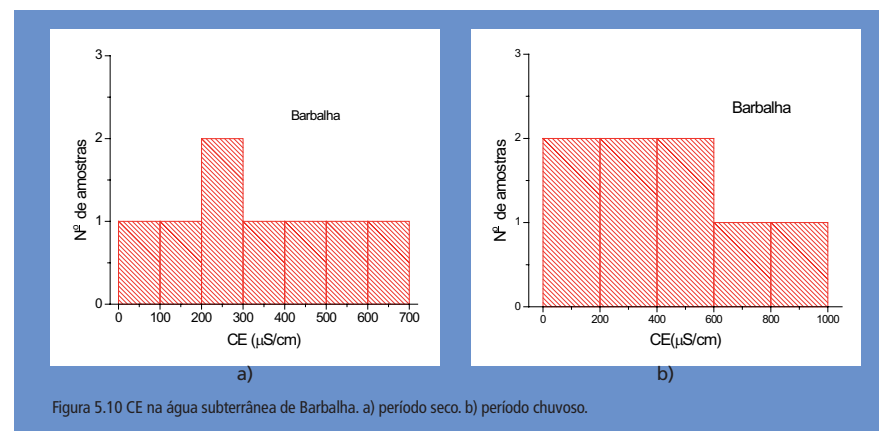 3
2
1
0
Nº de amostras
Barbalha
0 100 200 300 400 500 600 700
CE (µS/cm)
a)
3
2
1
0
Nº de amostras
Barbalha
0 200 400 600 800 1000
CE(µS/cm)
b)
Figura 5.10 CE na água subterrânea de Barbalha. a) período seco. b) período chuvoso.